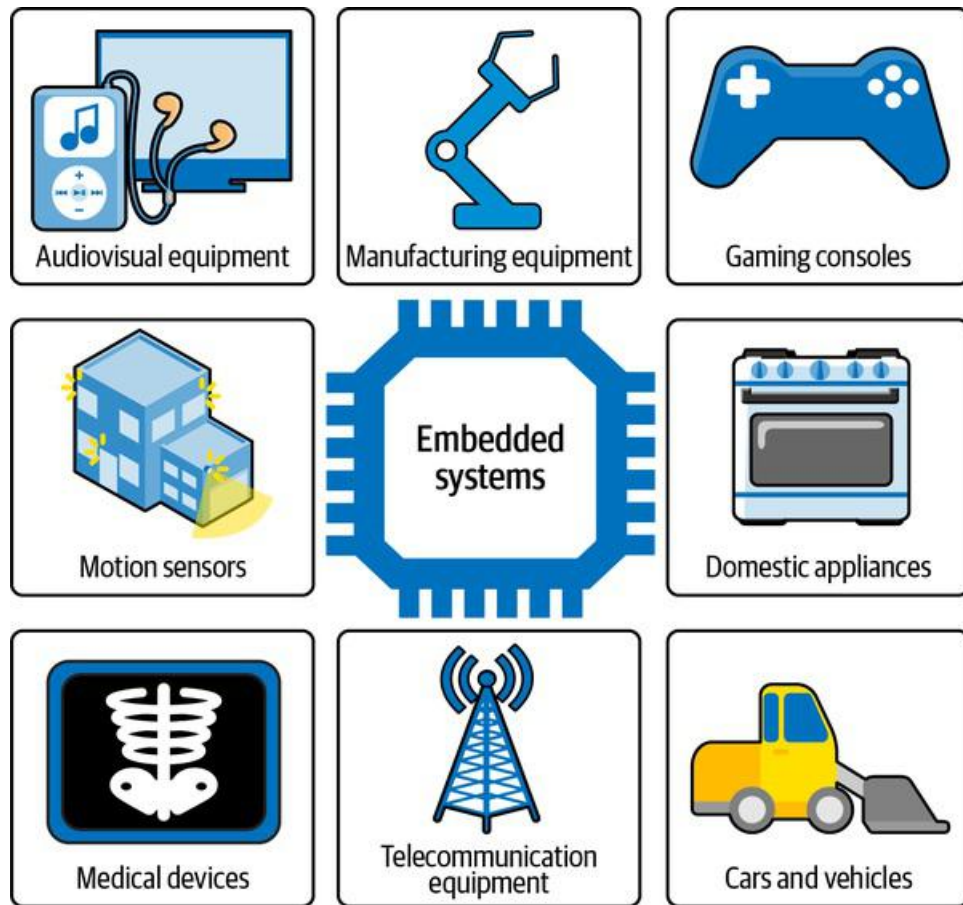 Audiovisual equipment
Manufacturing equipment
Gaming consoles
Motion sensors
Embedded
systems
Domestic appliances
Medical devices
Telecommunication
equipment
Cars and vehicles